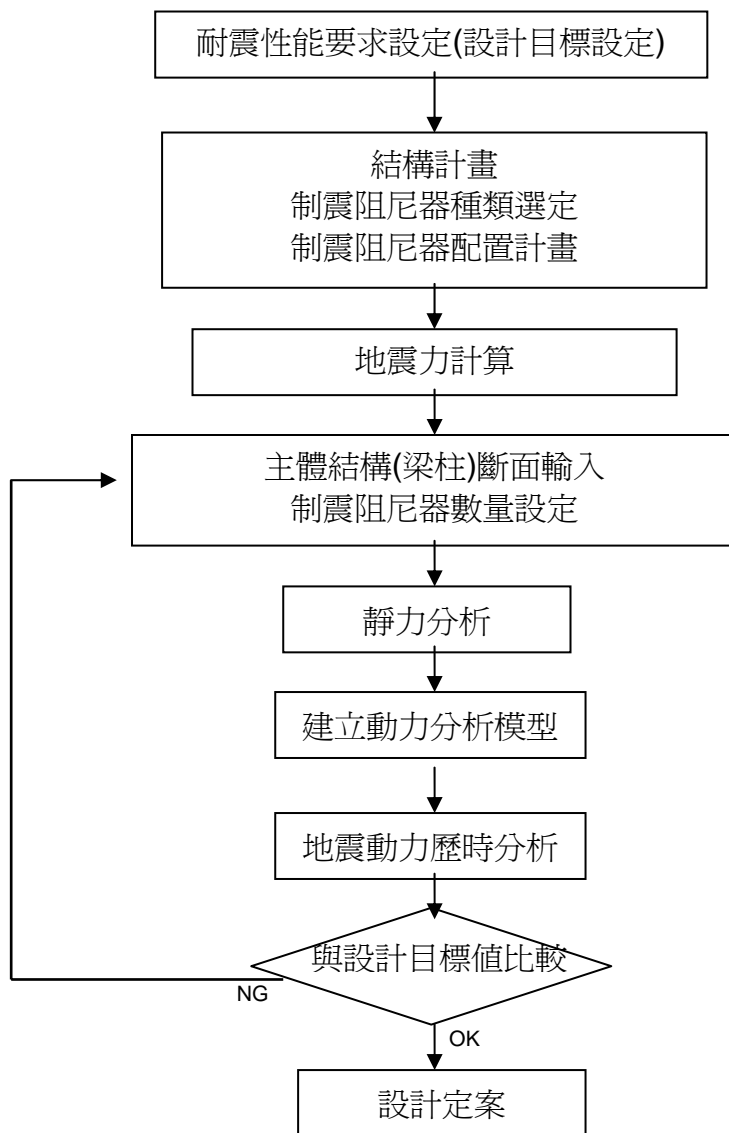 耐震性能要求設定(設計目標設定)
結構計畫
制震阻尼器種類選定
制震阻尼器配置計畫
地震力計算
主體結構(梁柱)斷面輸入
制震阻尼器數量設定
靜力分析
建立動力分析模型
地震動力歷時分析
與設計目標值比較
NG
OK
設計定案